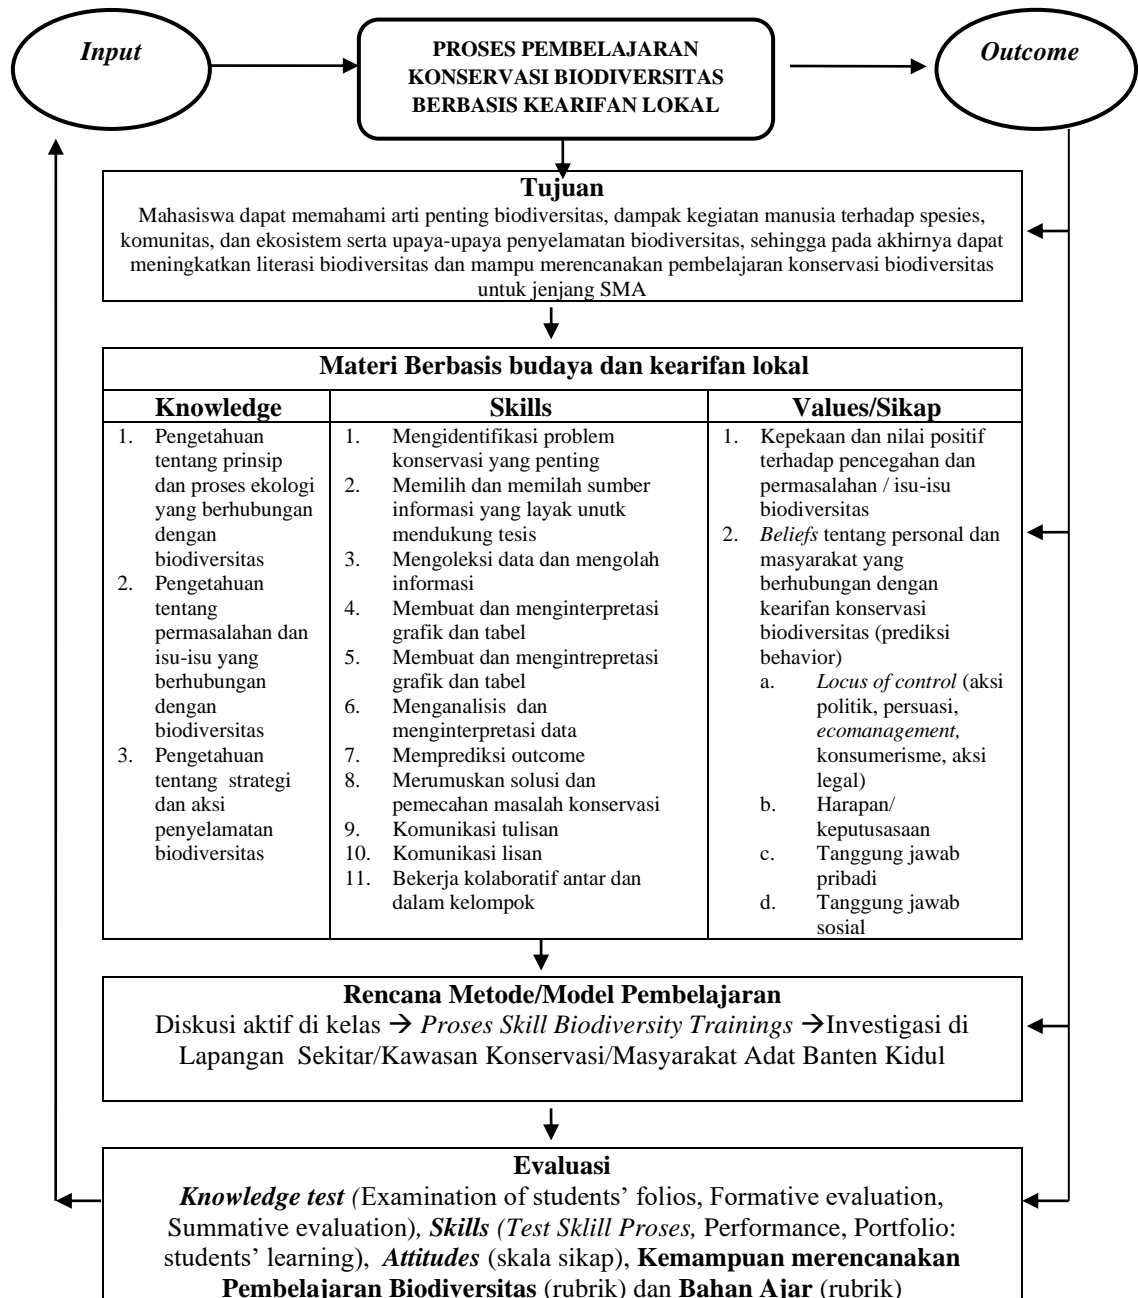 Input
PROSES PEMBELAJARAN
KONSERVASI BIODIVERSITAS
BERBASIS KEARIFAN LOKAL
Outcome
Tujuan
Mahasiswa dapat memahami arti penting biodiversitas, dampak kegiatan manusia terhadap spesies,
komunitas, dan ekosistem serta upaya-upaya penyelamatan biodiversitas, sehingga pada akhirnya dapat
meningkatkan literasi biodiversitas dan mampu merencanakan pembelajaran konservasi biodiversitas
untuk jenjang SMA
Materi Berbasis budaya dan kearifan lokal
Knowledge
1. Pengetahuan
tentang prinsip
dan proses ekologi
yang berhubungan
dengan
biodiversitas
2. Pengetahuan
tentang
permasalahan dan
isu-isu yang
berhubungan
dengan
biodiversitas
3. Pengetahuan
tentang strategi
dan aksi
penyelamatan
biodiversitas
Skills
1. Mengidentifikasi problem
konservasi yang penting
2. Memilih dan memilah sumber
informasi yang layak unutk
mendukung tesis
3. Mengoleksi data dan mengolah
informasi
4. Membuat dan menginterpretasi
grafik dan tabel
5. Membuat dan mengintrepretasi
grafik dan tabel
6. Menganalisis dan
menginterpretasi data
7. Memprediksi outcome
8. Merumuskan solusi dan
pemecahan masalah konservasi
9. Komunikasi tulisan
10. Komunikasi lisan
11. Bekerja kolaboratif antar dan
dalam kelompok
Values/Sikap
1. Kepekaan dan nilai positif
terhadap pencegahan dan
permasalahan / isu-isu
biodiversitas
2. Beliefs tentang personal dan
masyarakat yang
berhubungan dengan
kearifan konservasi
biodiversitas (prediksi
behavior)
a. Locus of control (aksi
politik, persuasi,
ecomanagement,
konsumerisme, aksi
legal)
b. Harapan/
keputusasaan
c. Tanggung jawab
pribadi
d. Tanggung jawab
sosial
Rencana Metode/Model Pembelajaran
Diskusi aktif di kelas → Proses Skill Biodiversity Trainings →Investigasi di
Lapangan Sekitar/Kawasan Konservasi/Masyarakat Adat Banten Kidul
Evaluasi
Knowledge test (Examination of students’ folios, Formative evaluation,
Summative evaluation), Skills (Test Sklill Proses, Performance, Portfolio:
students’ learning), Attitudes (skala sikap), Kemampuan merencanakan
Pembelajaran Biodiversitas (rubrik) dan Bahan Ajar (rubrik)